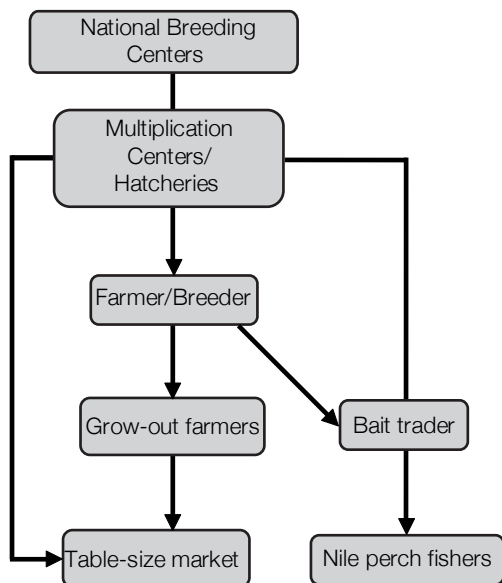 National Breeding
Centers
Multiplication
Centers/
Hatcheries
Farmer/Breeder
Grow-out farmers
Bait trader
Table-size market
Nile perch fishers